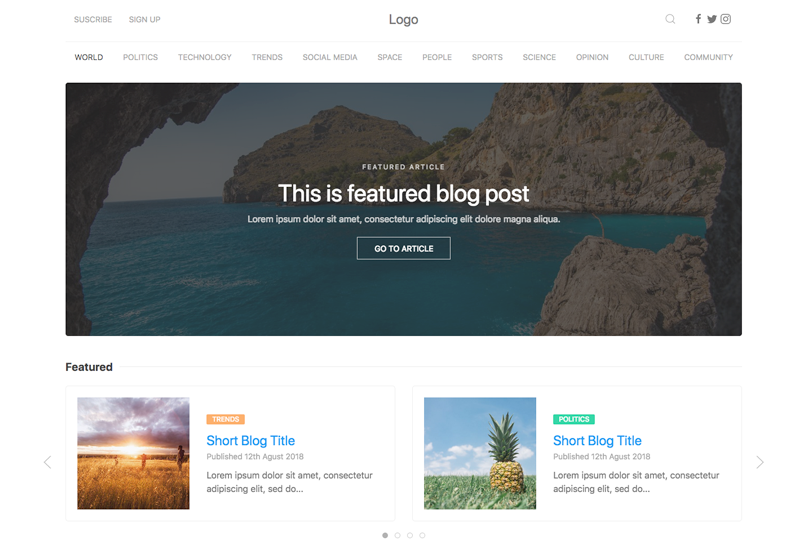 SUSCRIBE SIGN UP Logo
WORLD POLITICS TECHNOLOGY TRENDS SOCIAL MEDIA SPACE PEOPLE SPORTS SCIENCE OPINION CULTURE COMMUNITY
FEATURED ARTICLE
This is featured blog post
Lorem ipsum dolor sit amet, consectetur adipiscing elit dolore magna aliqua.
GO TO ARTICLE
Featured
TRENDS
Short Blog Title
Published 12th Agust 2018
Lorem ipsum dolor sit amet, consectetur
adipiscing elit, sed do...
POLITICS
Short Blog Title
Published 12th Agust 2018
Lorem ipsum dolor sit amet, consectetur
adipiscing elit, sed do...